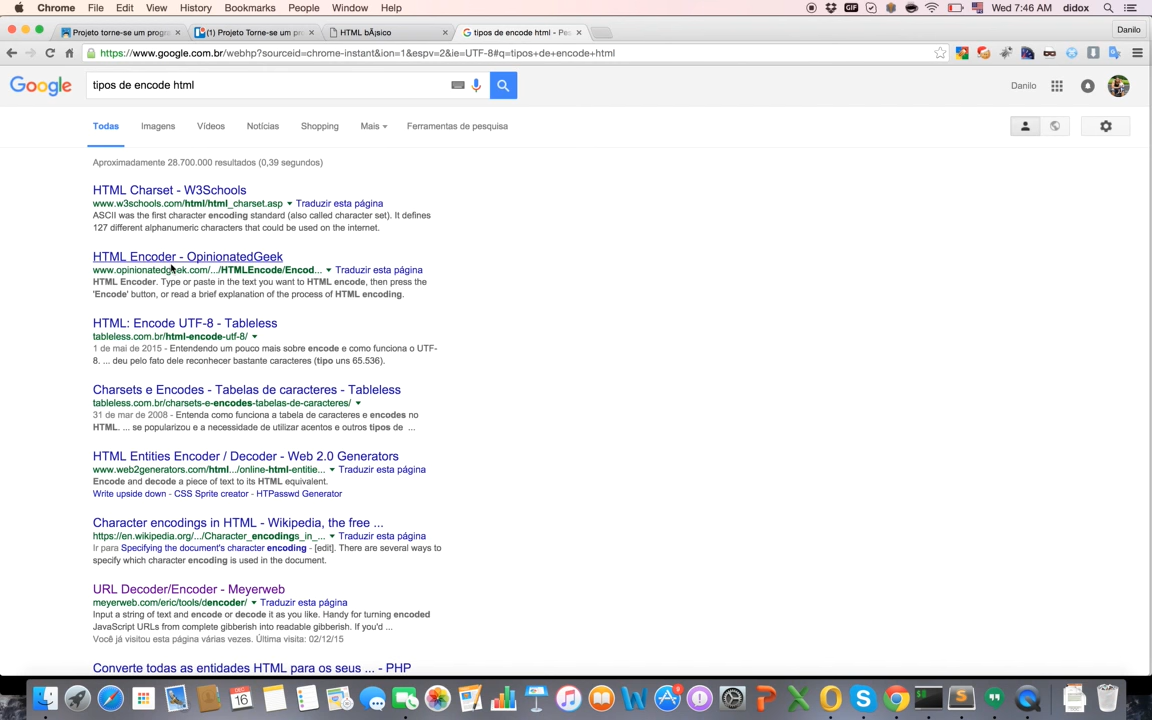 Chrome File Edit View History Bookmarks People Window Help
GIF Wed 7:46 AM didox
Projeto torne-se um progra (1) Projeto Torne-se um pro HTML bÃ¡sico tipos de encode html - Pes Danilo
https://www.google.com.br/webhp?sourceid=chrome-instant&ion=1&espv=2&ie=UTF-8#q=tipos+de+encode+html
Google tipos de encode html Danilo
Todas Imagens Vídeos Notícias Shopping Mais Ferramentas de pesquisa
Aproximadamente 28.700.000 resultados (0,39 segundos)
HTML Charset - W3Schools
www.w3schools.com/html/html_charset.asp Traduzir esta página
ASCII was the first character encoding standard (also called character set). It defines
127 different alphanumeric characters that could be used on the internet.
HTML Encoder - OpinionatedGeek
www.opinionatedgeek.com/.../HTMLEncode/Encod... Traduzir esta página
HTML Encoder. Type or paste in the text you want to HTML encode, then press the
'Encode' button, or read a brief explanation of the process of HTML encoding.
HTML: Encode UTF-8 - Tableless
tableless.com.br/html-encode-utf-8/
1 de mai de 2015 - Entendendo um pouco mais sobre encode e como funciona o UTF-
8. ... deu pelo fato dele reconhecer bastante caracteres (tipo uns 65.536).
Charsets e Encodes - Tabelas de caracteres - Tableless
tableless.com.br/charsets-e-encodes-tabelas-de-caracteres/
31 de mar de 2008 - Entenda como funciona a tabela de caracteres e encodes no
HTML. ... se popularizou e a necessidade de utilizar acentos e outros tipos de ...
HTML Entities Encoder / Decoder - Web 2.0 Generators
www.web2generators.com/html.../online-html-entitie... Traduzir esta página
Encode and decode a piece of text to its HTML equivalent.
Write upside down - CSS Sprite creator - HTPasswd Generator
Character encodings in HTML - Wikipedia, the free ...
https://en.wikipedia.org/.../Character_encodings_in_... Traduzir esta página
Ir para Specifying the document's character encoding - [edit]. There are several ways to
specify which character encoding is used in the document.
URL Decoder/Encoder - Meyerweb
meyerweb.com/eric/tools/dencoder/ Traduzir esta página
Input a string of text and encode or decode it as you like. Handy for turning encoded
JavaScript URLs from complete gibberish into readable gibberish. If you'd ...
Você já visitou esta página várias vezes. Última visita: 02/12/15
Converte todas as entidades HTML para os seus ... - PHP